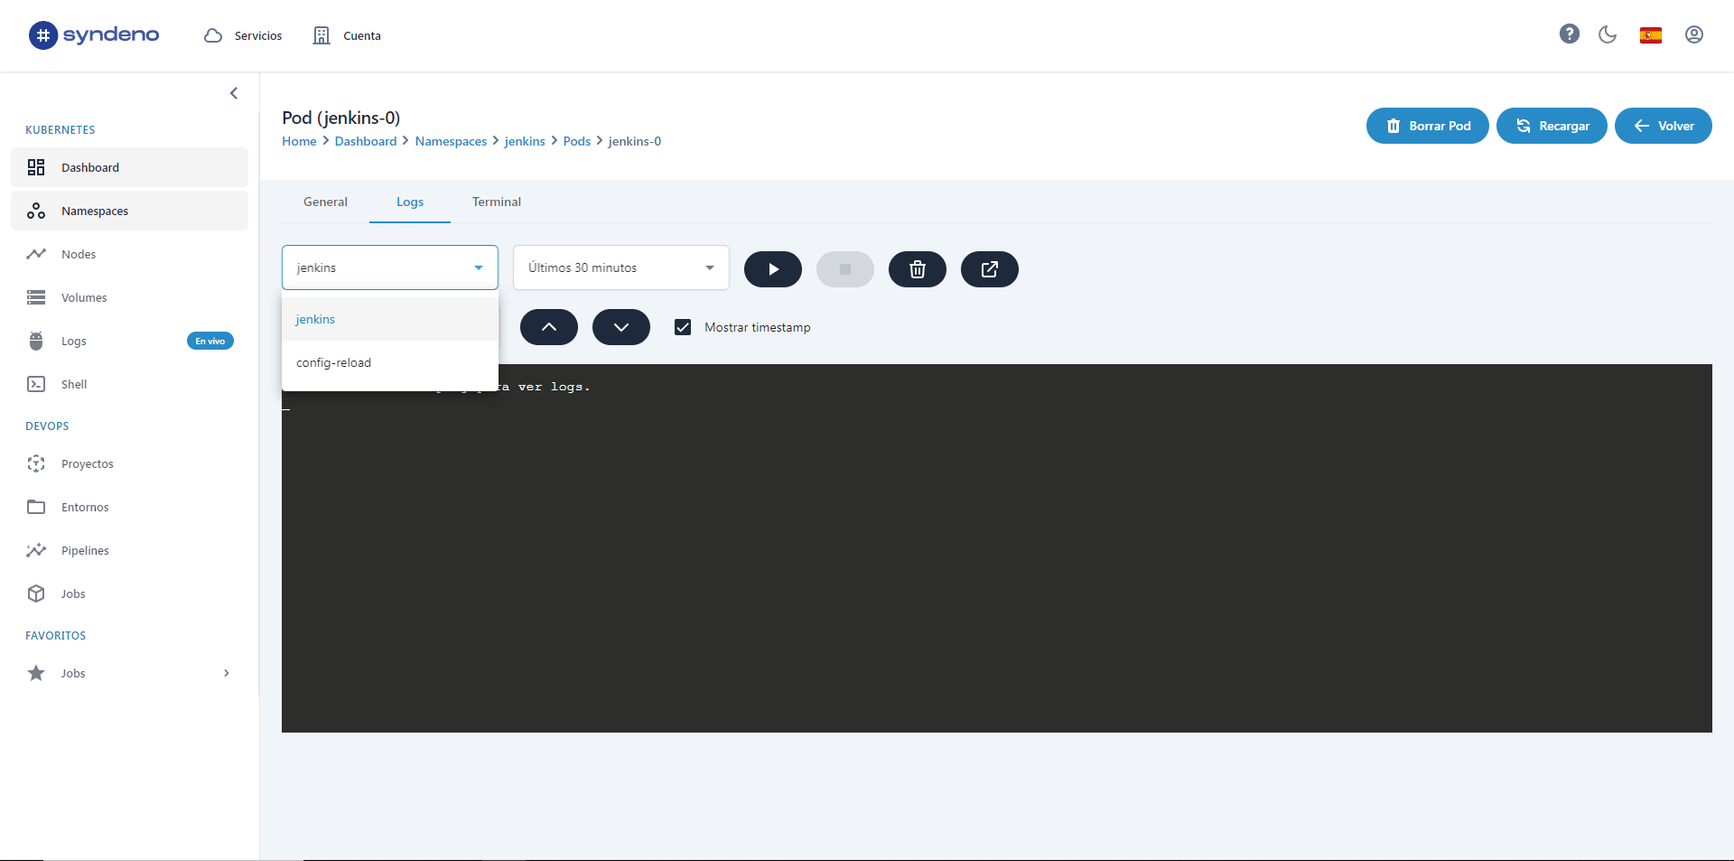 syndeno
Servicios
Cuenta
KUBERNETES
Dashboard
Namespaces
Nodes
Volumes
Logs
En vivo
Shell
DEVOPS
Proyectos
Entornos
Pipelines
Jobs
FAVORITOS
Jobs
Pod (jenkins-0)
Home > Dashboard > Namespaces > jenkins > Pods > jenkins-0
Borrar Pod
Recargar
Volver
General
Logs
Terminal
jenkins
Últimos 30 minutos
jenkins
config-reload
Mostrar timestamp
ver logs.